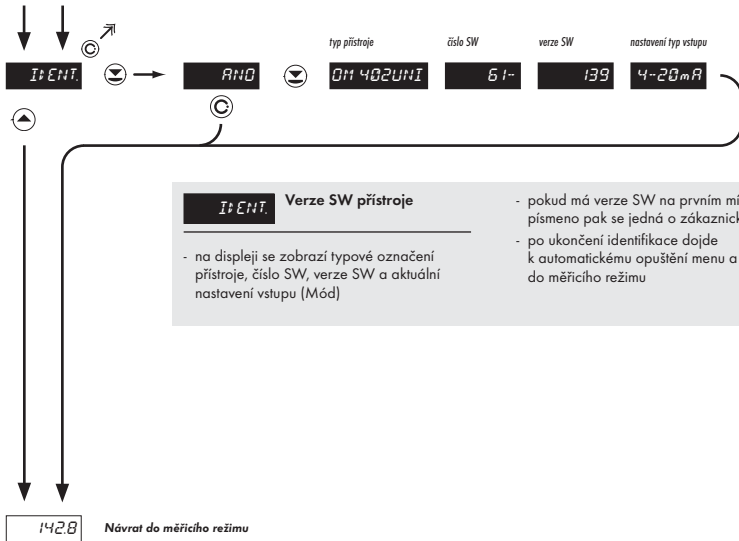 typ přístroje číslo SW verze SW nastavení typ vstupu
IDENT. ANO OM 402UNI 61- 139 4-20mA
C
C
IDENT. Verze SW přístroje
- na displeji se zobrazí typové označení
přístroje, číslo SW, verze SW a aktuální
nastavení vstupu (Mód)
- pokud má verze SW na prvním mí
písmeno pak se jedná o zákaznick
- po ukončení identifikace dojde
k automatickému opuštění menu a
do měřicího režimu
142.8 Návrat do měřicího režimu